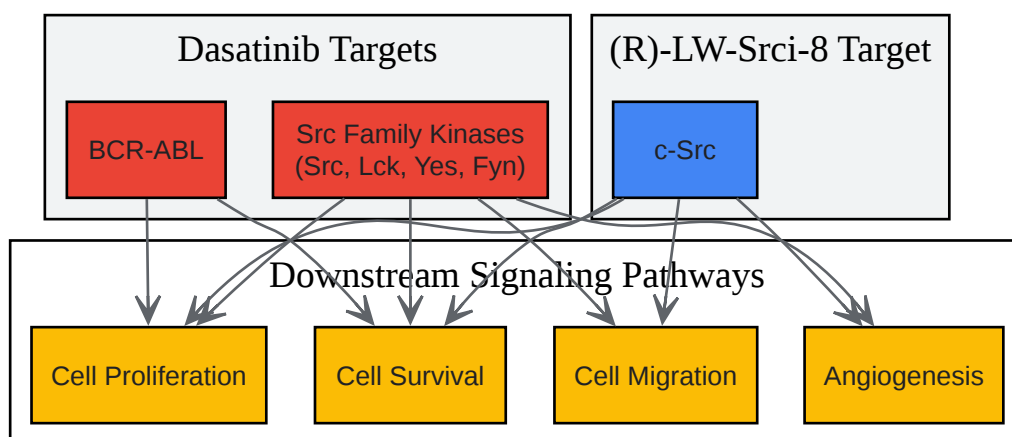 Dasatinib Targets
(R)-LW-Srci-8 Target
BCR-ABL
Src Family Kinases
(Src, Lck, Yes, Fyn)
c-Src
Downstream Signaling Pathways
Cell Proliferation
Cell Survival
Cell Migration
Angiogenesis